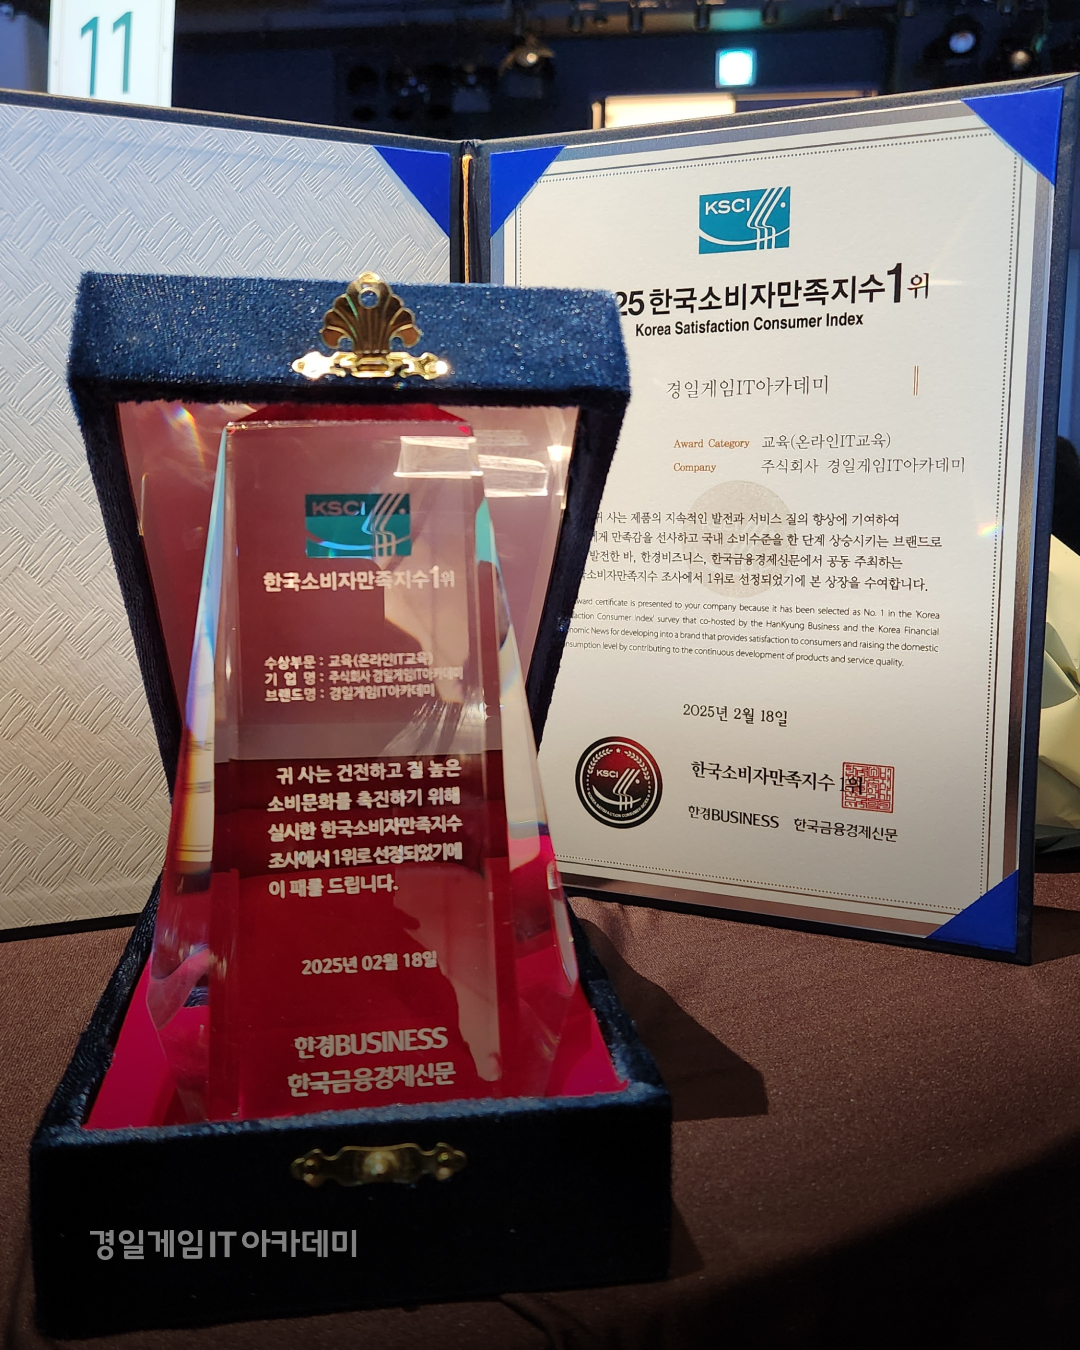 11
KSCI
25 한국소비자만족지수1위
Korea Satisfaction Consumer Index
경일게임IT아카데미
Award Category 교육(온라인IT교육)
Company 주식회사 경일게임IT아카데미
귀 사는 제품의 지속적인 발전과 서비스 질의 향상에 기여하여
만족감을 선사하고 국내 소비수준을 한 단계 상승시키는 브랜드로
발전한 바, 한경비즈니스, 한국금융경제신문에서 공동 주최하는
소비자만족지수 조사에서 1위로 선정되었기에 본 상장을 수여합니다.
certificate is presented to your company because it has been selected as No. 1 in the 'Korea
Consumer Index' survey that co-hosted by the HanKyung Business and the Korea Financial
News for developing into a brand that provides satisfaction to consumers and raising the domestic
level by contributing to the continuous development of products and service quality.
2025년 2월 18일
KSCI
한국소비자만족지수 1위
한경BUSINESS 한국금융경제신문
KSCI
한국소비자만족지수1위
수상부문 : 교육(온라인IT교육)
기 업 명 : 주식회사 경일게임IT아카데미
브랜드명 : 경일게임IT아카데미
귀 사는 건전하고 질 높은
소비문화를 촉진하기 위해
실시한 한국소비자만족지수
조사에서 1위로 선정되었기에
이 패를 드립니다.
2025년 02월 18일
한경BUSINESS
한국금융경제신문
경일게임IT아카데미